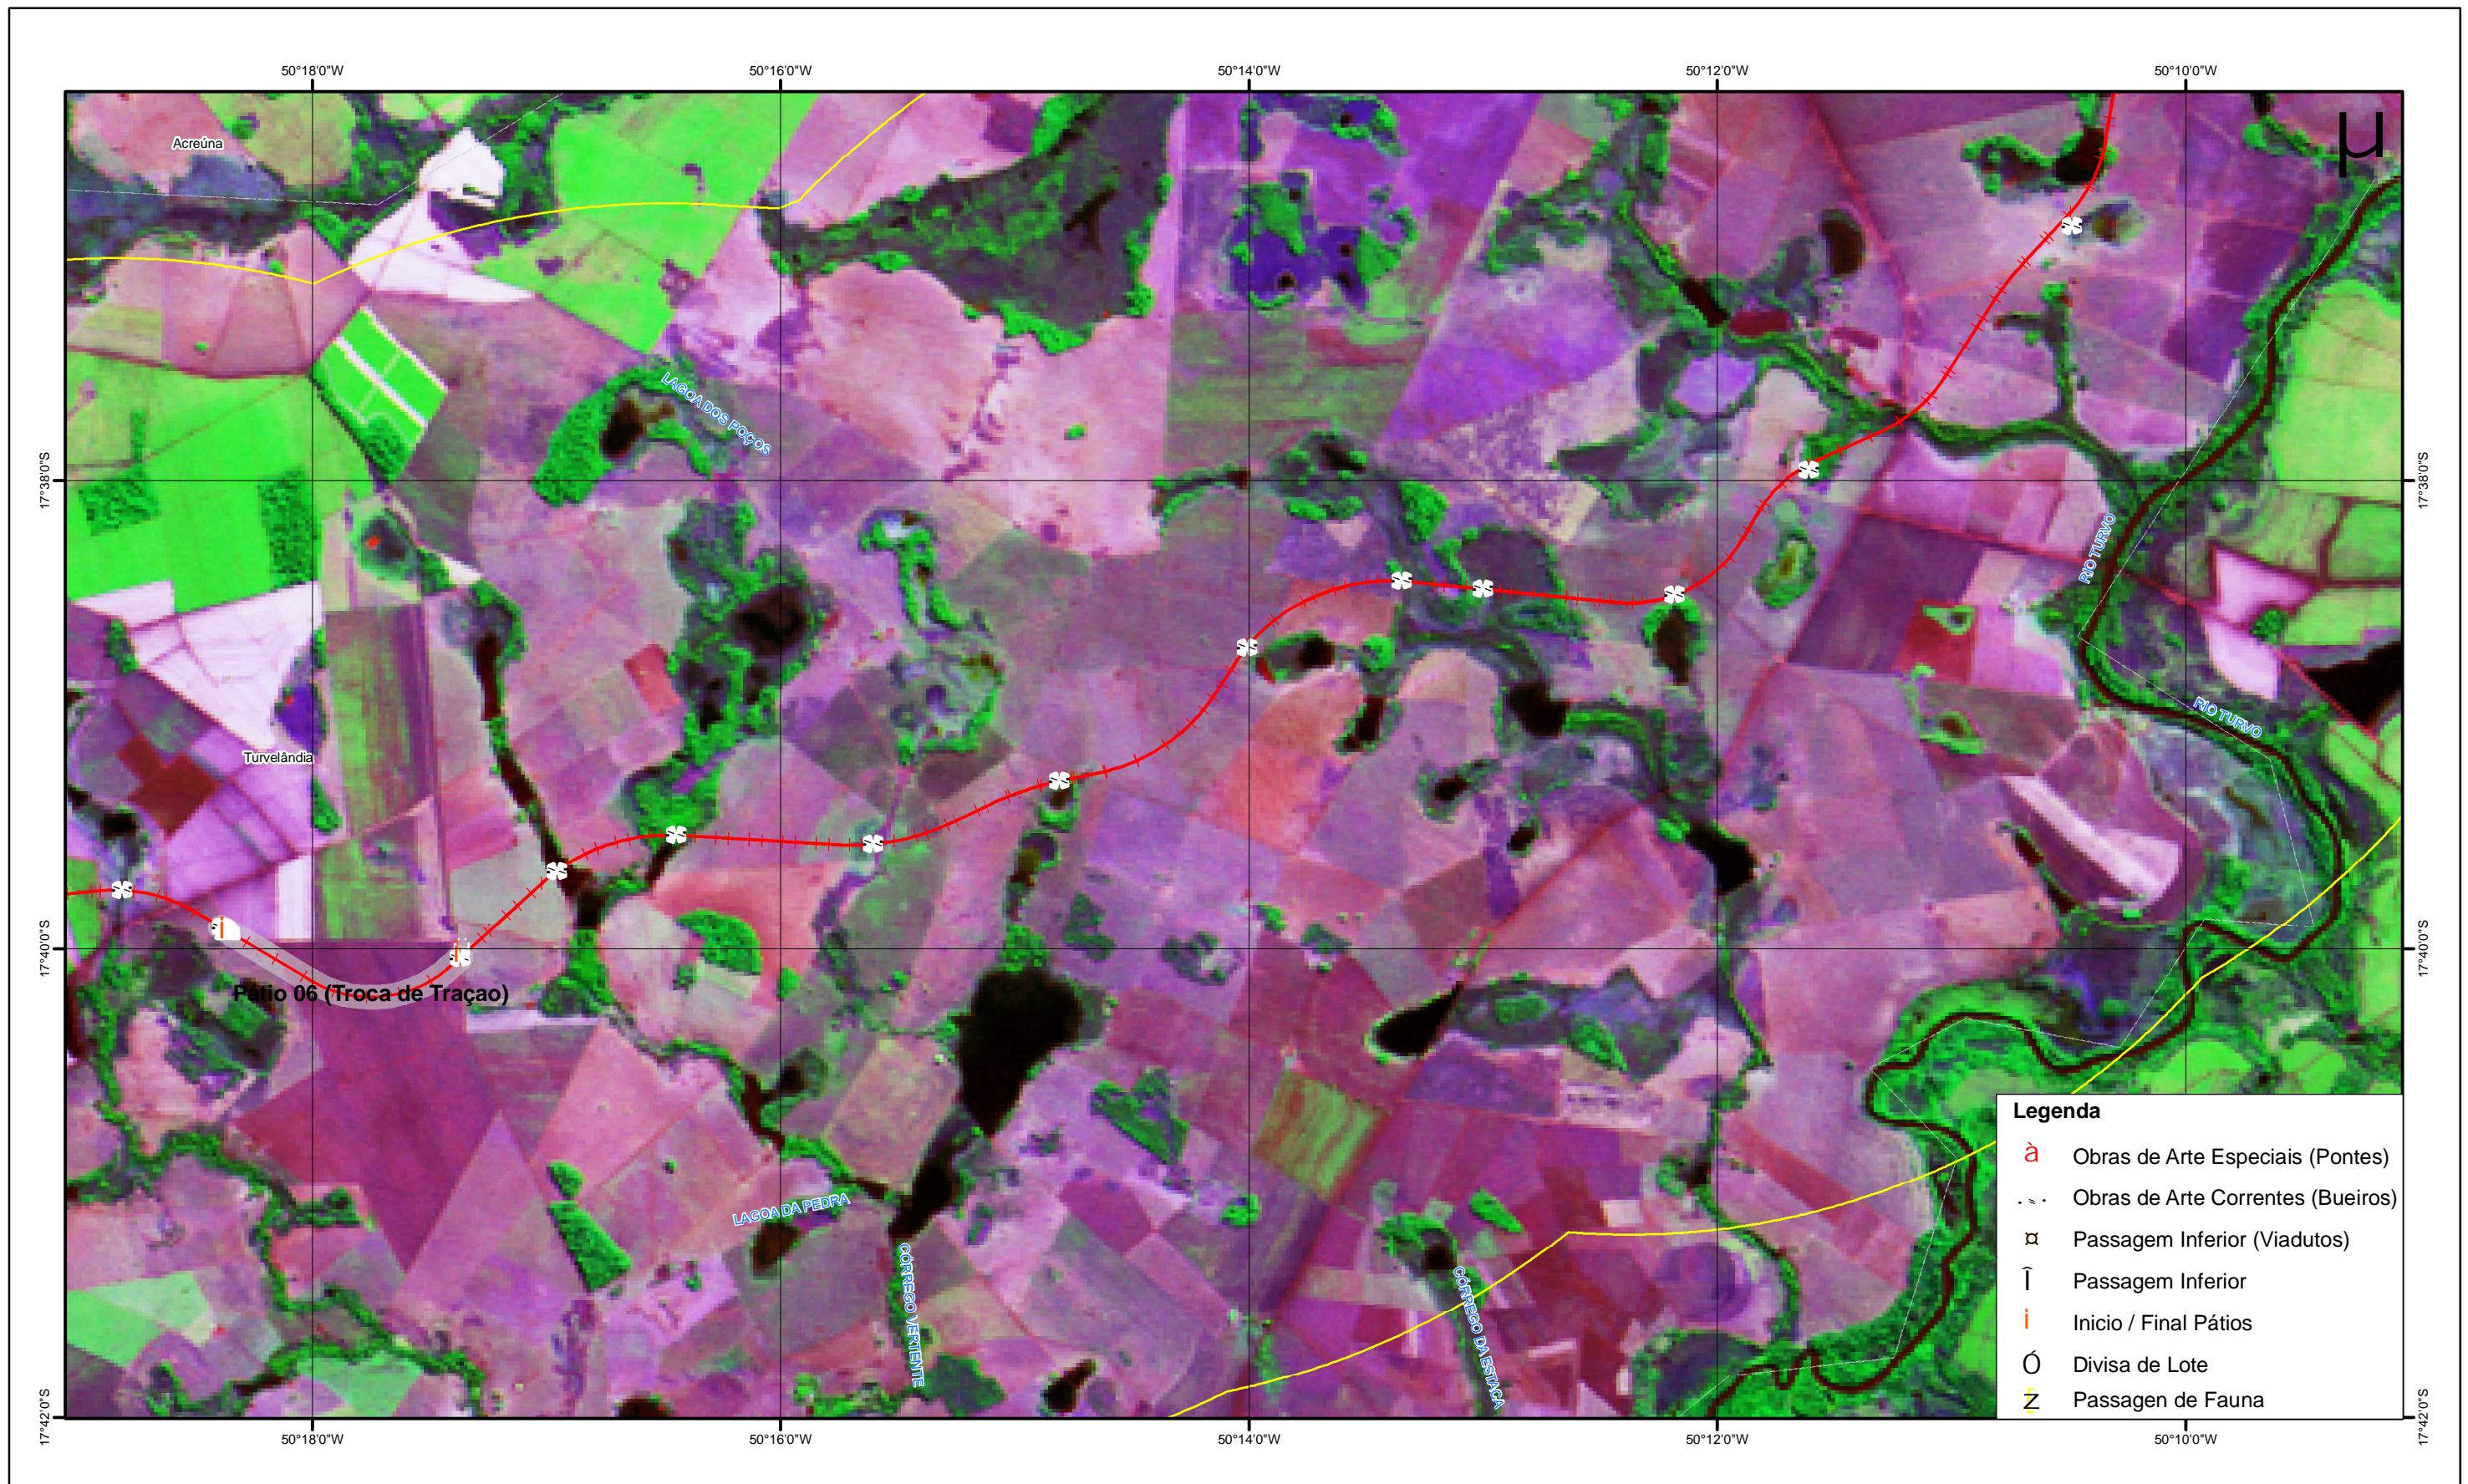 50°18'0"W
50°16'0"W
50°14'0"W
50°12'0"W
50°10'0"W
µ
Acreúna
LAGOA DOS POÇOS
17°38'0"S
17°38'0"S
RIO TURVO
RIO TURVO
Turvelândia
i
i
17°40'0"S
17°40'0"S
Pátio 06 (Troca de Traçao)
LAGOA DA PEDRA
CÓRREGO VERTENTE
CÓRREGO DA ESTACA
Legenda
à Obras de Arte Especiais (Pontes)
Obras de Arte Correntes (Bueiros)
¤ Passagem Inferior (Viadutos)
Î Passagem Inferior
i Inicio / Final Pátios
Ó Divisa de Lote
Z Passagen de Fauna
17°42'0"S
17°42'0"S
50°18'0"W
50°16'0"W
50°14'0"W
50°12'0"W
50°10'0"W